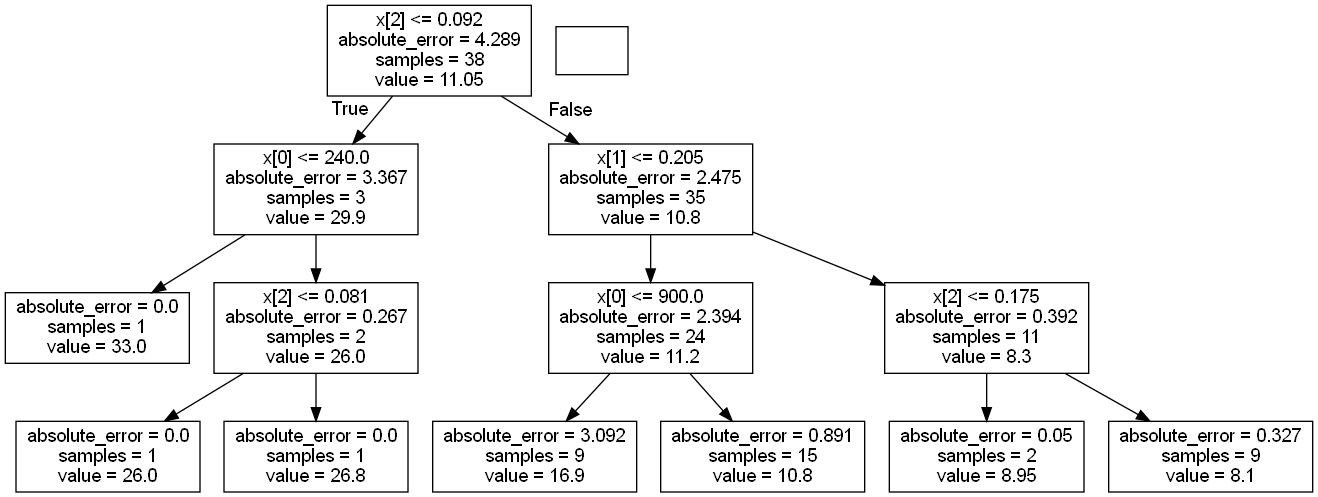 x[2] <= 0.092
absolute_error = 4.289
samples = 38
value = 11.05
True
False
x[0] <= 240.0
absolute_error = 3.367
samples = 3
value = 29.9
x[1] <= 0.205
absolute_error = 2.475
samples = 35
value = 10.8
absolute_error = 0.0
samples = 1
value = 33.0
x[2] <= 0.081
absolute_error = 0.267
samples = 2
value = 26.0
x[0] <= 900.0
absolute_error = 2.394
samples = 24
value = 11.2
x[2] <= 0.175
absolute_error = 0.392
samples = 11
value = 8.3
absolute_error = 0.0
samples = 1
value = 26.0
absolute_error = 0.0
samples = 1
value = 26.8
absolute_error = 3.092
samples = 9
value = 16.9
absolute_error = 0.891
samples = 15
value = 10.8
absolute_error = 0.05
samples = 2
value = 8.95
absolute_error = 0.327
samples = 9
value = 8.1